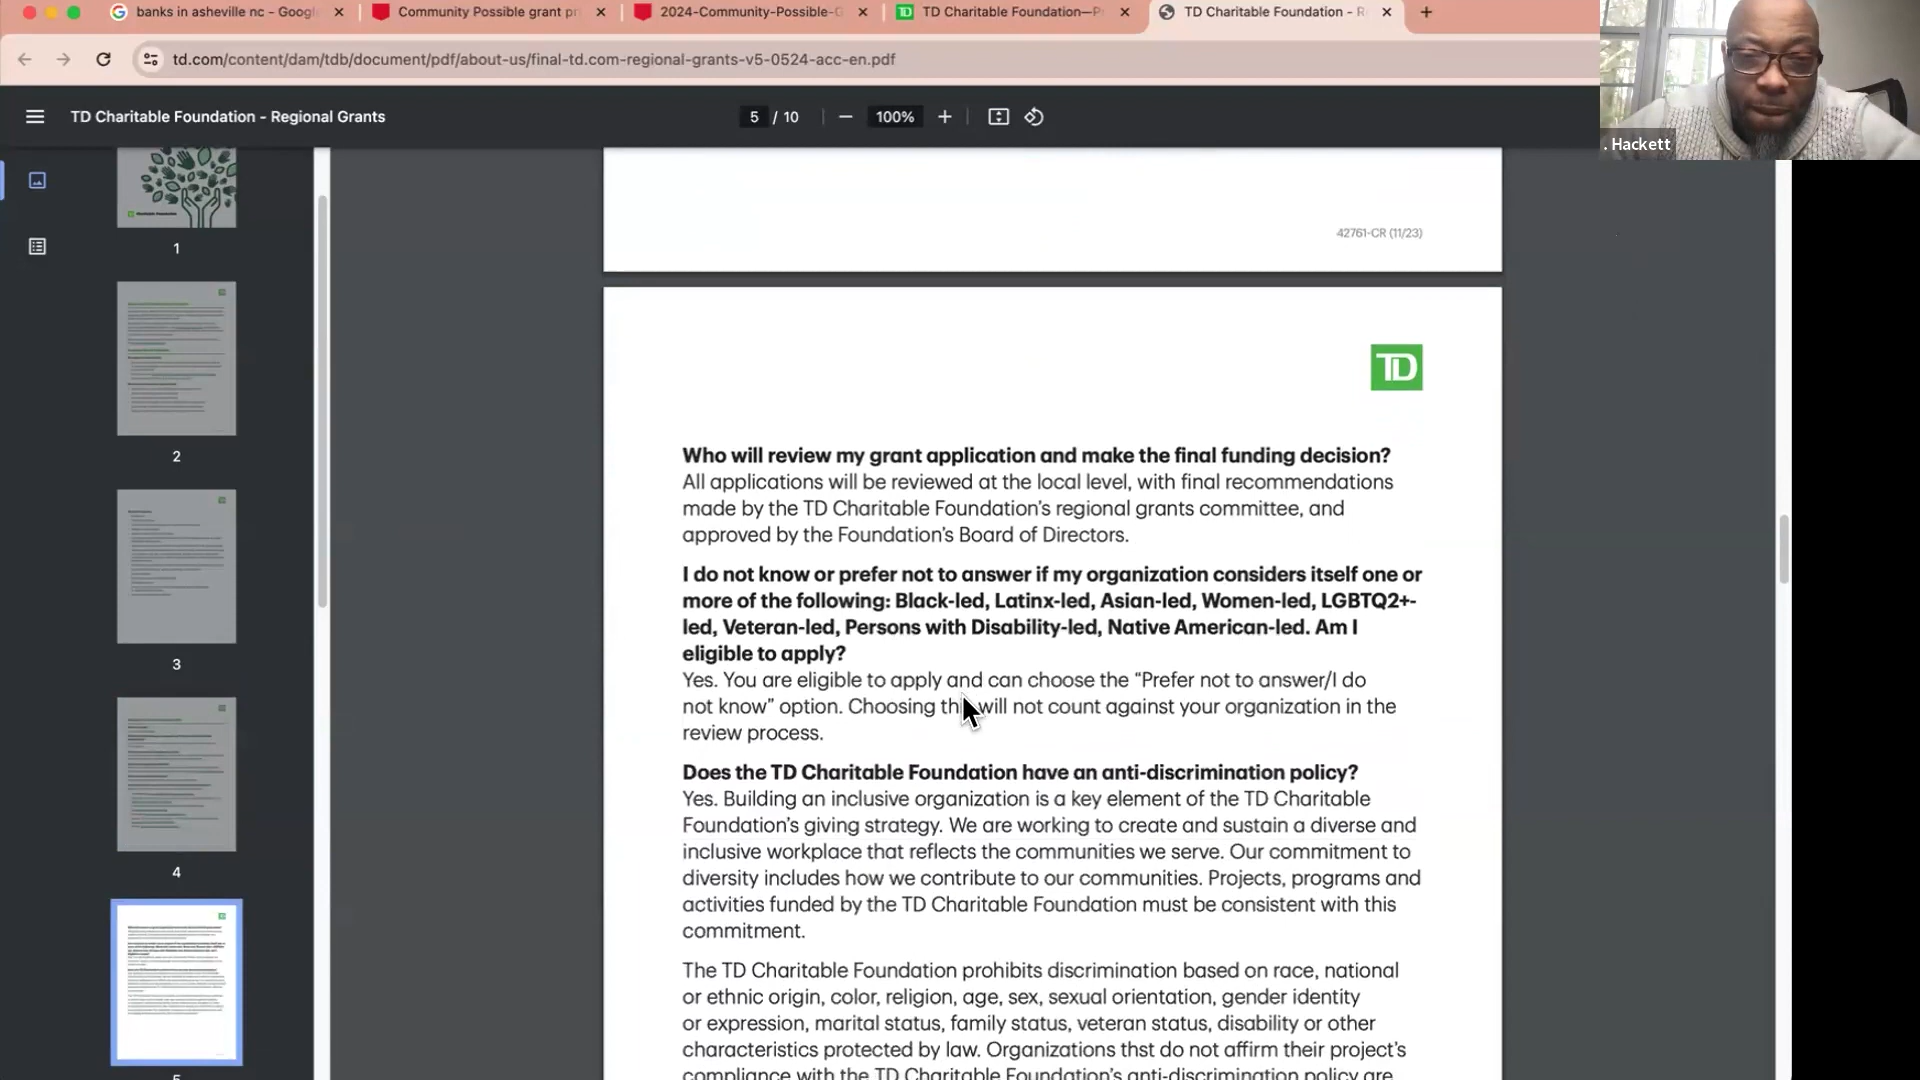 banks in asheville nc - Googl
Community Possible grant pr
2024-Community-Possible-G
TD Charitable Foundation—P
TD Charitable Foundation - R
td.com/content/dam/tdb/document/pdf/about-us/final-td.com-regional-grants-v5-0524-acc-en.pdf
TD Charitable Foundation - Regional Grants
5 / 10
100%
. Hackett
1
2
3
4
5
42761-CR (11/23)
TD
Who will review my grant application and make the final funding decision?
All applications will be reviewed at the local level, with final recommendations
made by the TD Charitable Foundation's regional grants committee, and
approved by the Foundation's Board of Directors.
I do not know or prefer not to answer if my organization considers itself one or
more of the following: Black-led, Latinx-led, Asian-led, Women-led, LGBTQ2+-
led, Veteran-led, Persons with Disability-led, Native American-led. Am I
eligible to apply?
Yes. You are eligible to apply and can choose the “Prefer not to answer/I do
not know” option. Choosing will not count against your organization in the
review process.
Does the TD Charitable Foundation have an anti-discrimination policy?
Yes. Building an inclusive organization is a key element of the TD Charitable
Foundation's giving strategy. We are working to create and sustain a diverse and
inclusive workplace that reflects the communities we serve. Our commitment to
diversity includes how we contribute to our communities. Projects, programs and
activities funded by the TD Charitable Foundation must be consistent with this
commitment.
The TD Charitable Foundation prohibits discrimination based on race, national
or ethnic origin, color, religion, age, sex, sexual orientation, gender identity
or expression, marital status, family status, veteran status, disability or other
characteristics protected by law. Organizations thst do not affirm their project's
compliance with the TD Charitable Foundation's anti-discrimination policy are